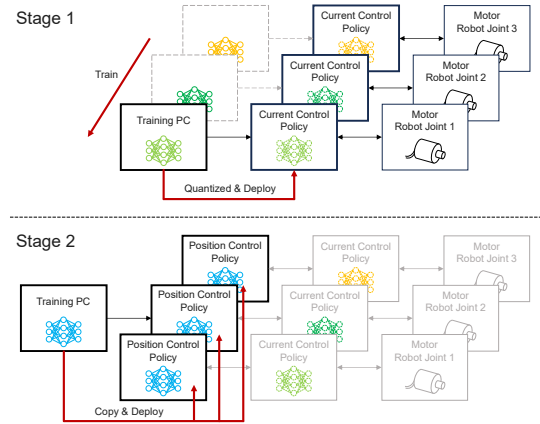 Stage 1
Current Control
Policy
Motor
Robot Joint 3
Train
Current Control
Policy
Motor
Robot Joint 2
Training PC
Current Control
Policy
Motor
Robot Joint 1
Quantized & Deploy
Stage 2
Position Control
Policy
Current Control
Policy
Motor
Robot Joint 3
Training PC
Position Control
Policy
Current Control
Policy
Motor
Robot Joint 2
Position Control
Policy
Current Control
Policy
Motor
Robot Joint 1
Copy & Deploy